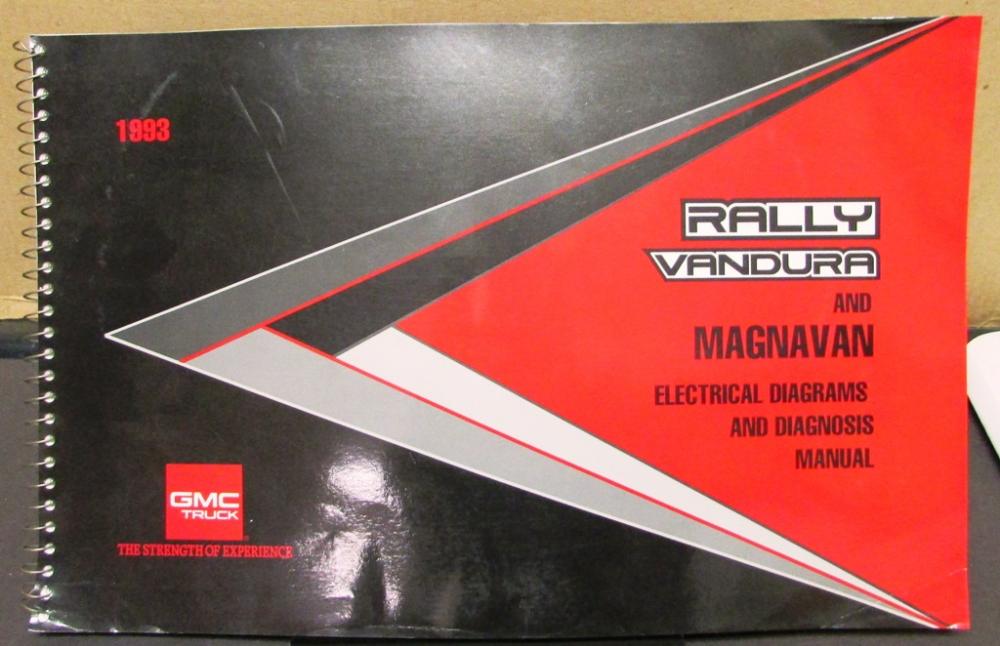 1993
RALLY
VANDURA
AND
MAGNAVAN
ELECTRICAL DIAGRAMS
AND DIAGNOSIS
MANUAL
GMC
TRUCK
THE STRENGTH OF EXPERIENCE